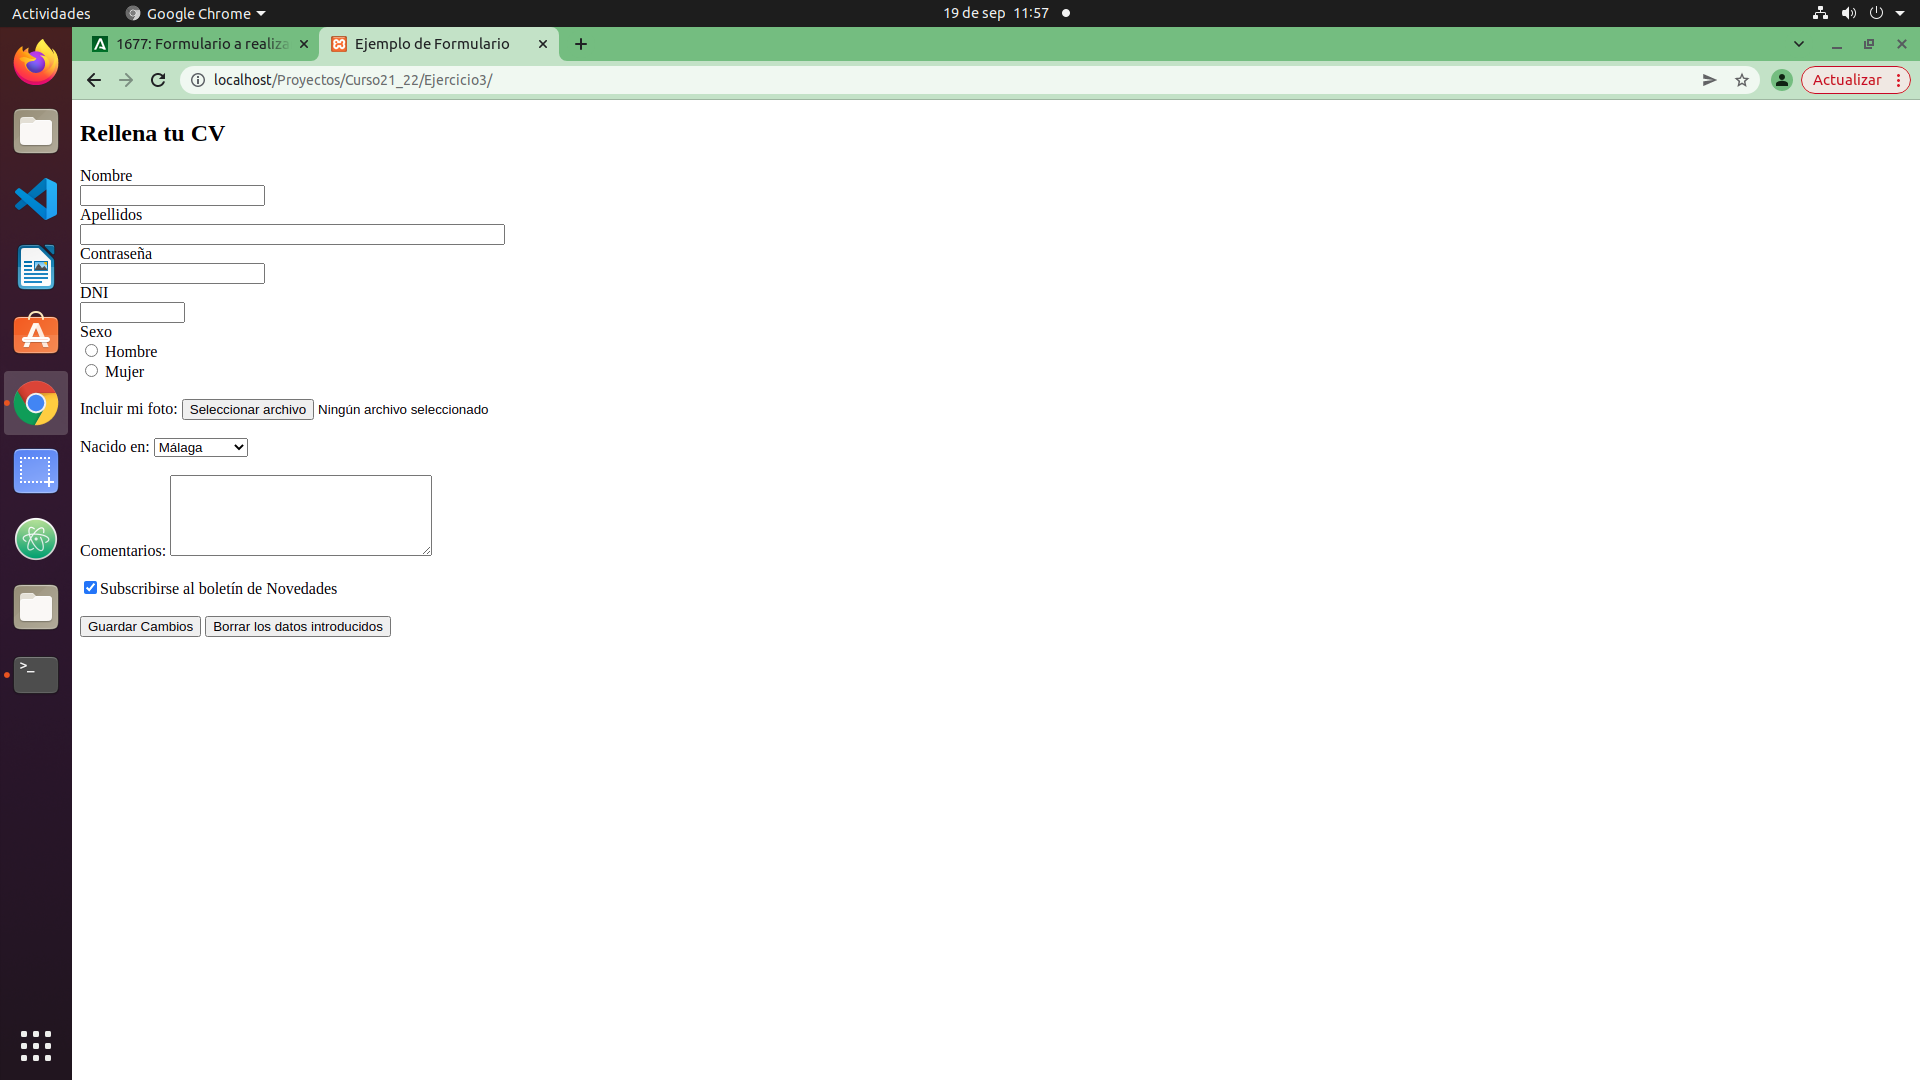 Actividades
Google Chrome
19 de sep 11:57
1677: Formulario a realiza
Ejemplo de Formulario
localhost/Proyectos/Curso21_22/Ejercicio3/
Actualizar
Rellena tu CV
Nombre
Apellidos
Contraseña
DNI
Sexo
Hombre
Mujer
Incluir mi foto: Seleccionar archivo Ningún archivo seleccionado
Nacido en: Málaga
Comentarios:
Subscribirse al boletín de Novedades
Guardar Cambios Borrar los datos introducidos